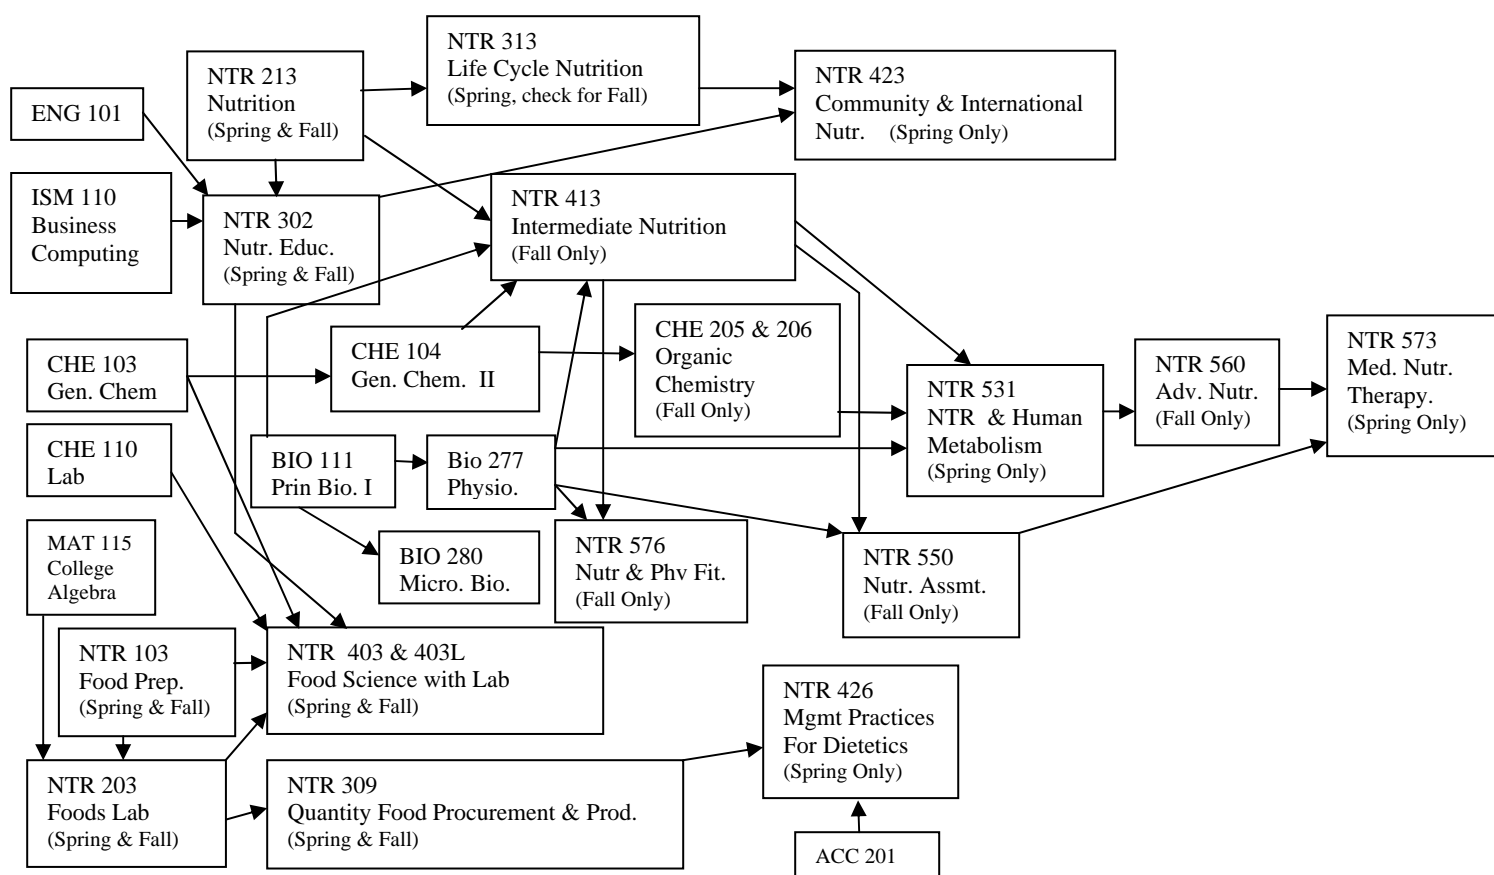 NTR 313
Life Cycle Nutrition
(Spring, check for Fall)
NTR 213
Nutrition
(Spring & Fall)
NTR 423
Community & International
Nutr. (Spring Only)
ENG 101
ISM 110
Business
Computing
NTR 302
Nutr. Educ.
(Spring & Fall)
NTR 413
Intermediate Nutrition
(Fall Only)
CHE 103
Gen. Chem
CHE 104
Gen. Chem. II
CHE 205 & 206
Organic
Chemistry
(Fall Only)
NTR 531
NTR & Human
Metabolism
(Spring Only)
NTR 560
Adv. Nutr.
(Fall Only)
NTR 573
Med. Nutr.
Therapy.
(Spring Only)
CHE 110
Lab
BIO 111
Prin Bio. I
Bio 277
Physio.
MAT 115
College
Algebra
BIO 280
Micro. Bio.
NTR 576
Nutr & Phv Fit.
(Fall Only)
NTR 550
Nutr. Assmt.
(Fall Only)
NTR 103
Food Prep.
(Spring & Fall)
NTR 403 & 403L
Food Science with Lab
(Spring & Fall)
NTR 426
Mgmt Practices
For Dietetics
(Spring Only)
NTR 203
Foods Lab
(Spring & Fall)
NTR 309
Quantity Food Procurement & Prod.
(Spring & Fall)
ACC 201